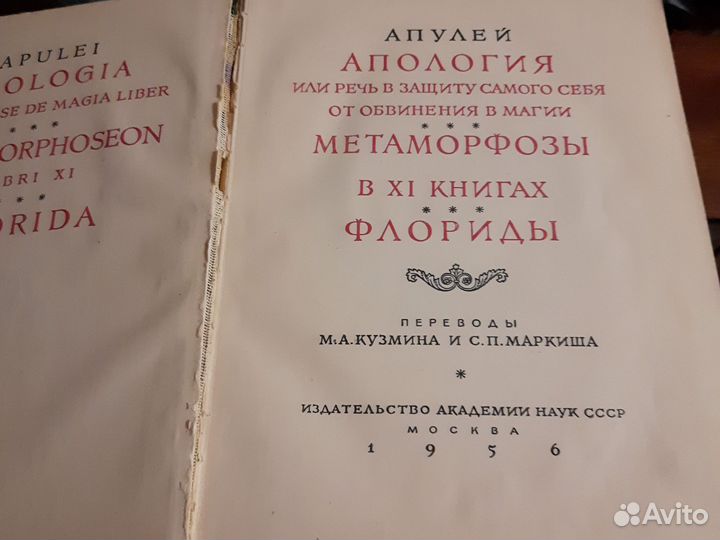 APULEI
OLOGIA
SE DE MAGIA LIBER
* * *
ORPHOSEON
BRI XI
* * *
ORIDA
АПУЛЕЙ
АПОЛОГИЯ
ИЛИ РЕЧЬ В ЗАЩИТУ САМОГО СЕБЯ
ОТ ОБВИНЕНИЯ В МАГИИ
* * *
МЕТАМОРФОЗЫ
В XI КНИГАХ
* * *
ФЛОРИДЫ
ПЕРЕВОДЫ
М.А.КУЗМИНА И С.П.МАРКИША
*
ИЗДАТЕЛЬСТВО АКАДЕМИИ НАУК СССР
МОСКВА
1956
Avito